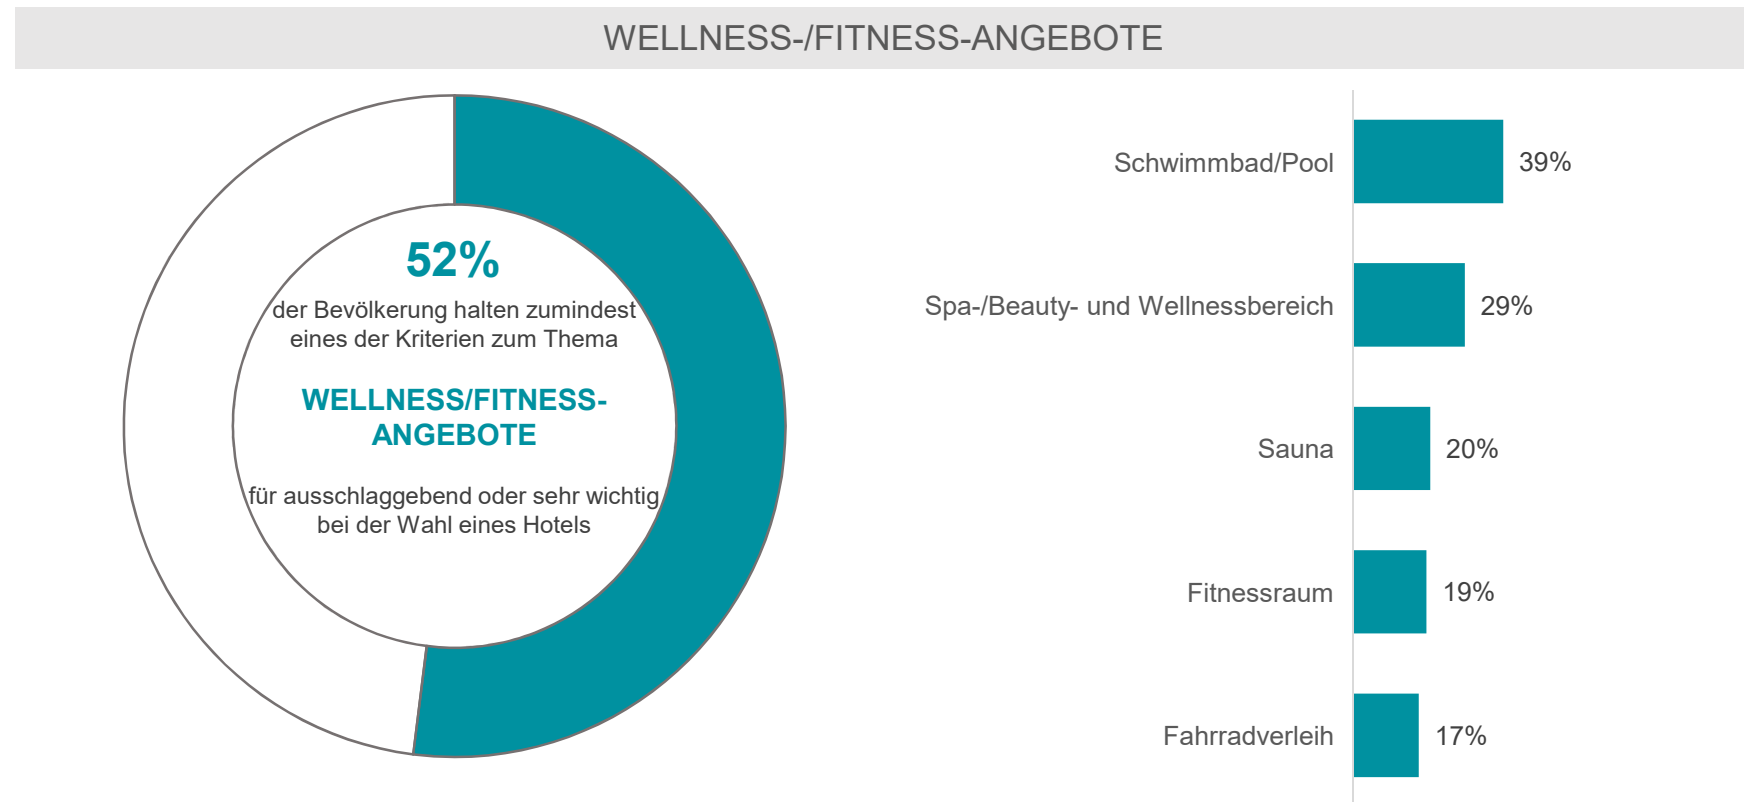 WELLNESS-/FITNESS-ANGEBOTE
52%
der Bevölkerung halten zumindest
eines der Kriterien zum Thema
WELLNESS/FITNESS-
ANGEBOTE
für ausschlaggebend oder sehr wichtig
bei der Wahl eines Hotels
Schwimmbad/Pool 39%
Spa-/Beauty- und Wellnessbereich 29%
Sauna 20%
Fitnessraum 19%
Fahrradverleih 17%